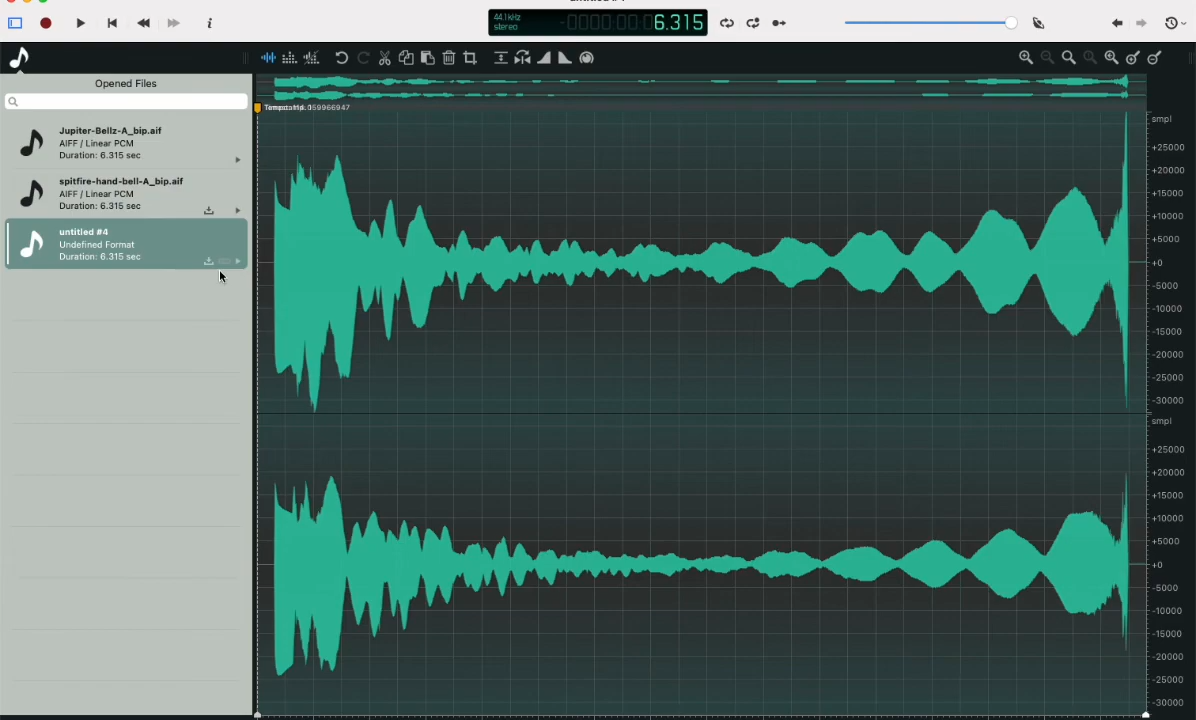 44.1kHz
stereo
6.315
i
Opened Files
Jupiter-Bellz-A_bip.aif
AIFF / Linear PCM
Duration: 6.315 sec
spitfire-hand-bell-A_bip.aif
AIFF / Linear PCM
Duration: 6.315 sec
untitled #4
Undefined Format
Duration: 6.315 sec
smpl
+25000
+20000
+15000
+10000
+5000
+0
-5000
-10000
-15000
-20000
-25000
-30000
smpl
+25000
+20000
+15000
+10000
+5000
+0
-5000
-10000
-15000
-20000
-25000
-30000